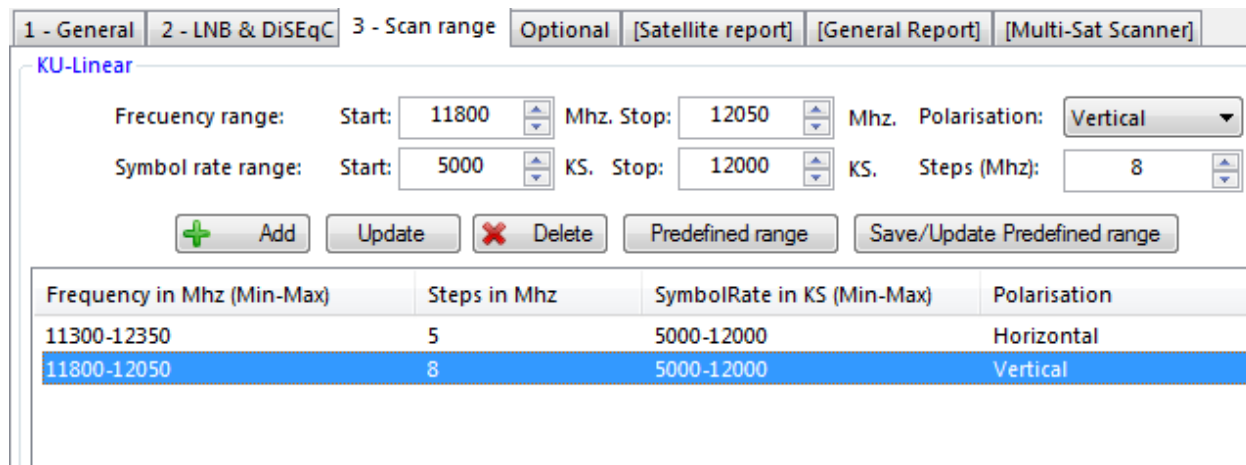 1 - General 2 - LNB & DiSEqC 3 - Scan range Optional [Satellite report] [General Report] [Multi-Sat Scanner]
KU-Linear
Frecuency range: Start: 11800 Mhz. Stop: 12050 Mhz. Polarisation: Vertical
Symbol rate range: Start: 5000 KS. Stop: 12000 KS. Steps (Mhz): 8
Add Update Delete Predefined range Save/Update Predefined range
Frequency in Mhz (Min-Max) Steps in Mhz SymbolRate in KS (Min-Max) Polarisation
11300-12350 5 5000-12000 Horizontal
11800-12050 8 5000-12000 Vertical